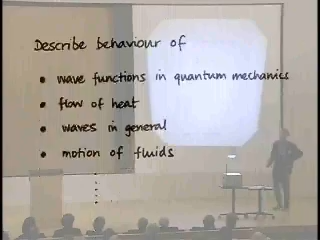 Describe behaviour of
• wave functions in quantum mechanics
• flow of heat
• waves in general
• motion of fluids